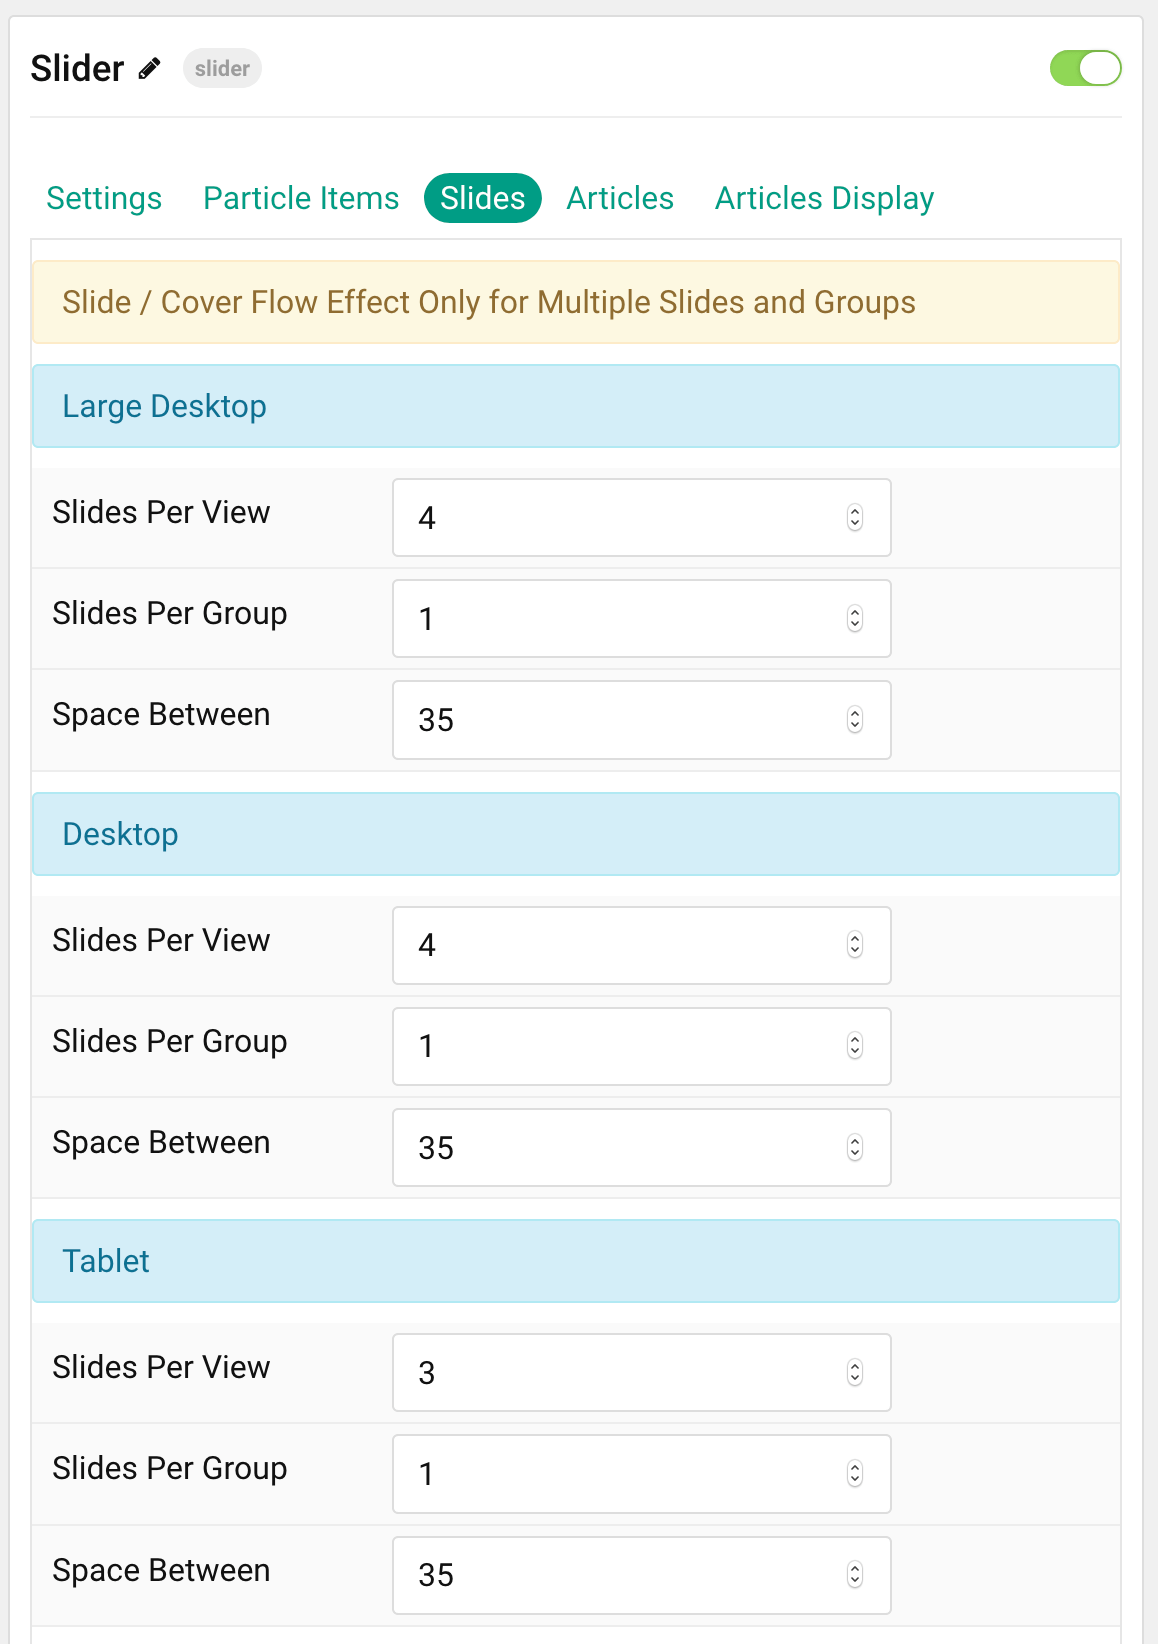 Slider slider
Settings Particle Items Slides Articles Articles Display
Slide / Cover Flow Effect Only for Multiple Slides and Groups
Large Desktop
Slides Per View 4
Slides Per Group 1
Space Between 35
Desktop
Slides Per View 4
Slides Per Group 1
Space Between 35
Tablet
Slides Per View 3
Slides Per Group 1
Space Between 35